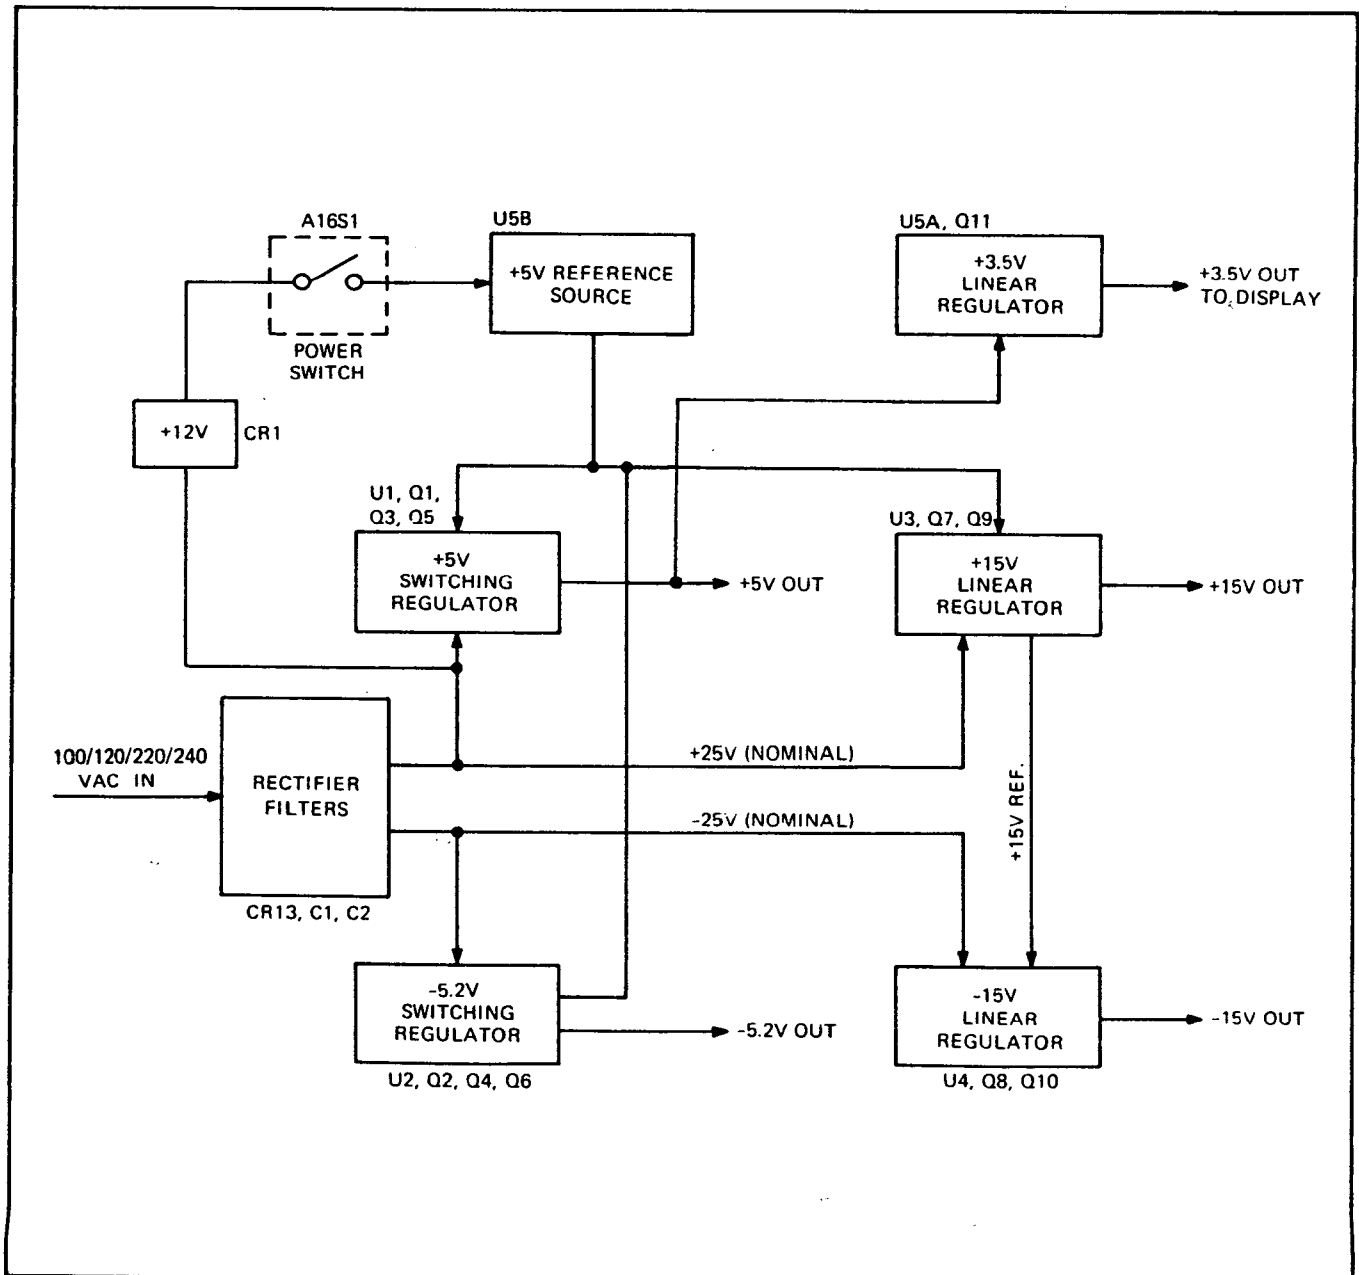 A16S1
POWER
SWITCH
U5B
+5V REFERENCE
SOURCE
U5A, Q11
+3.5V
LINEAR
REGULATOR
+3.5V OUT
TO DISPLAY
+12V
CR1
U1, Q1,
Q3, Q5
+5V
SWITCHING
REGULATOR
+5V OUT
U3, Q7, Q9
+15V
LINEAR
REGULATOR
+15V OUT
100/120/220/240
VAC IN
RECTIFIER
FILTERS
CR13, C1, C2
+25V (NOMINAL)
-25V (NOMINAL)
+15V REF.
-5.2V
SWITCHING
REGULATOR
-5.2V OUT
U2, Q2, Q4, Q6
-15V
LINEAR
REGULATOR
-15V OUT
U4, Q8, Q10